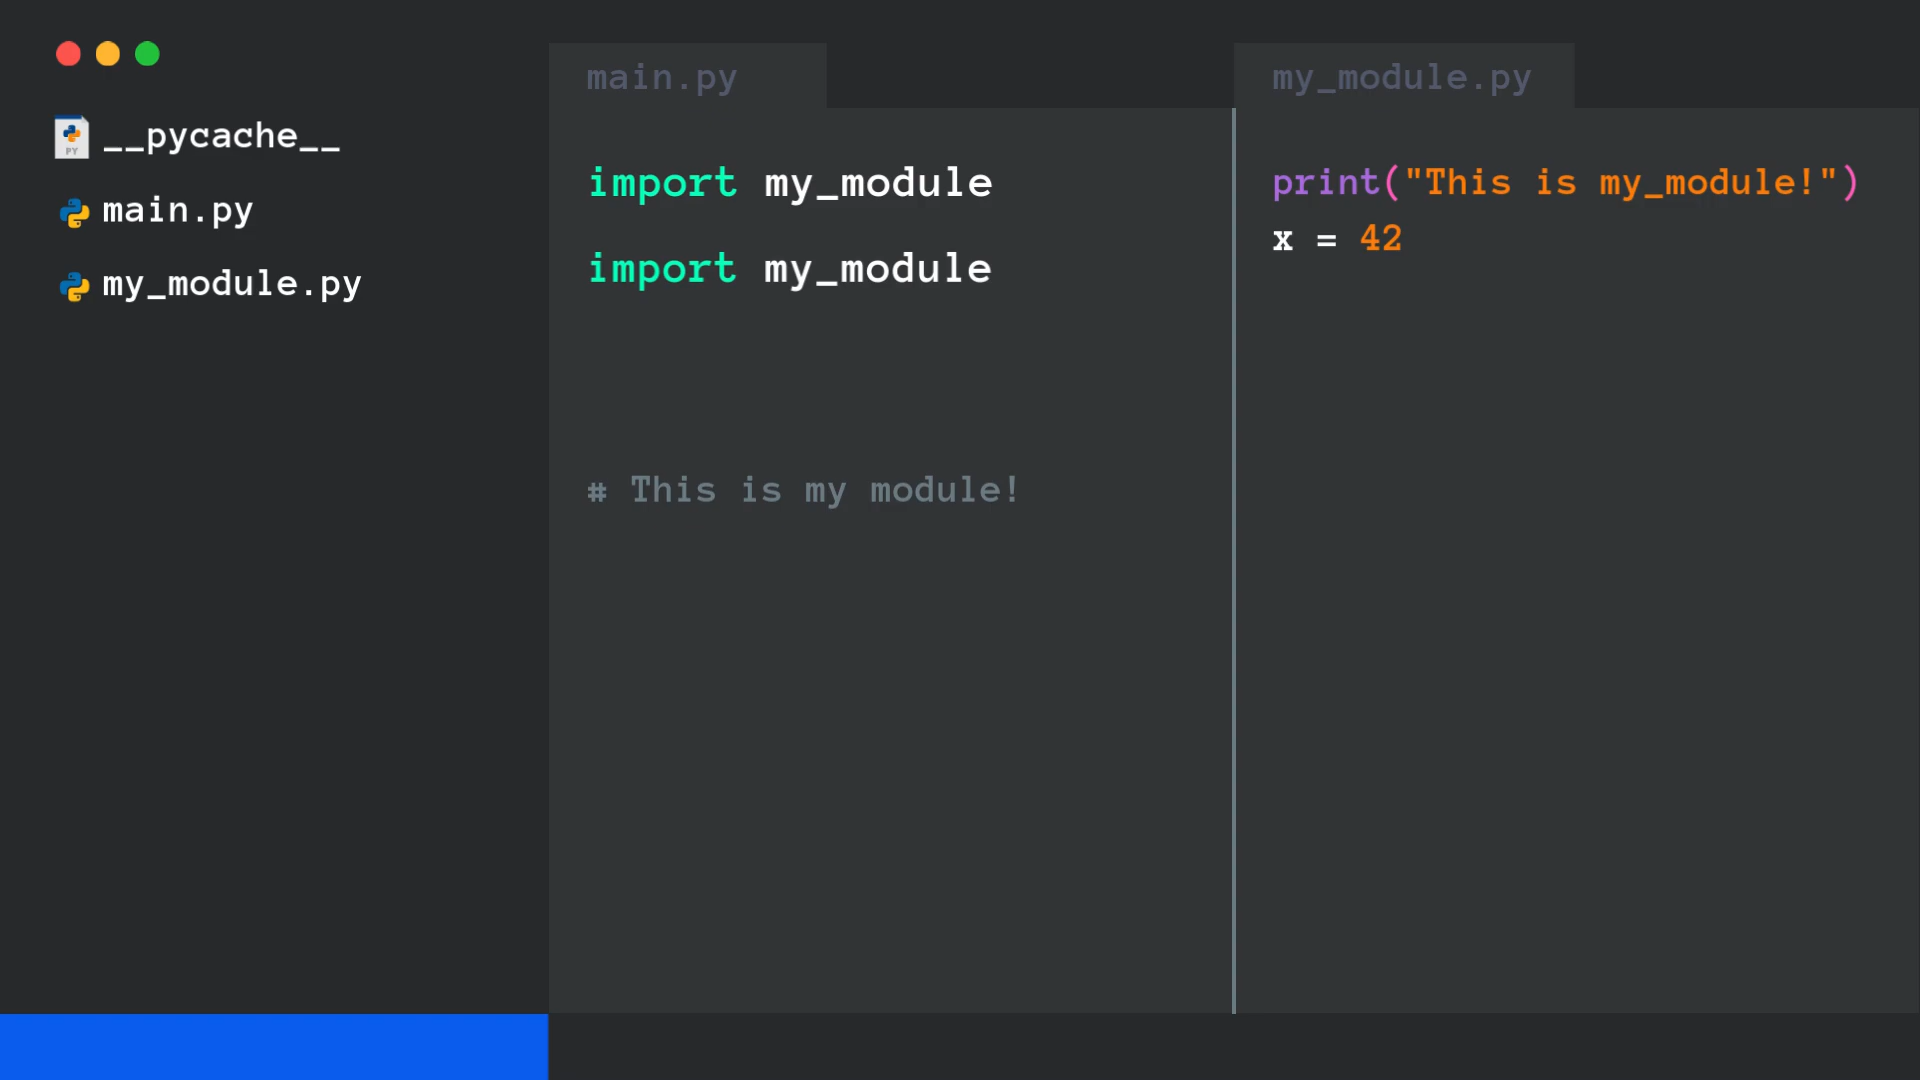 __pycache__
main.py
my_module.py
main.py
import my_module
import my_module
# This is my module!
my_module.py
print("This is my_module!")
x = 42
PY